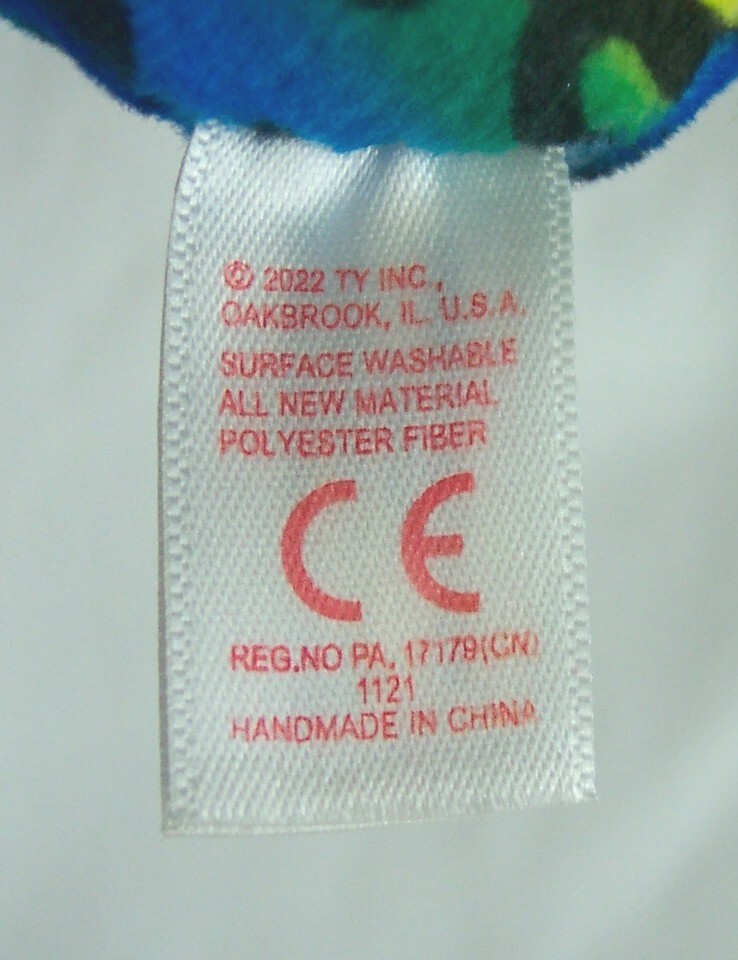 © 2022 TY INC.,
OAKBROOK, IL. U.S.A.
SURFACE WASHABLE
ALL NEW MATERIAL
POLYESTER FIBER
CE
REG.NO PA. 17179(CN)
1121
HANDMADE IN CHINA